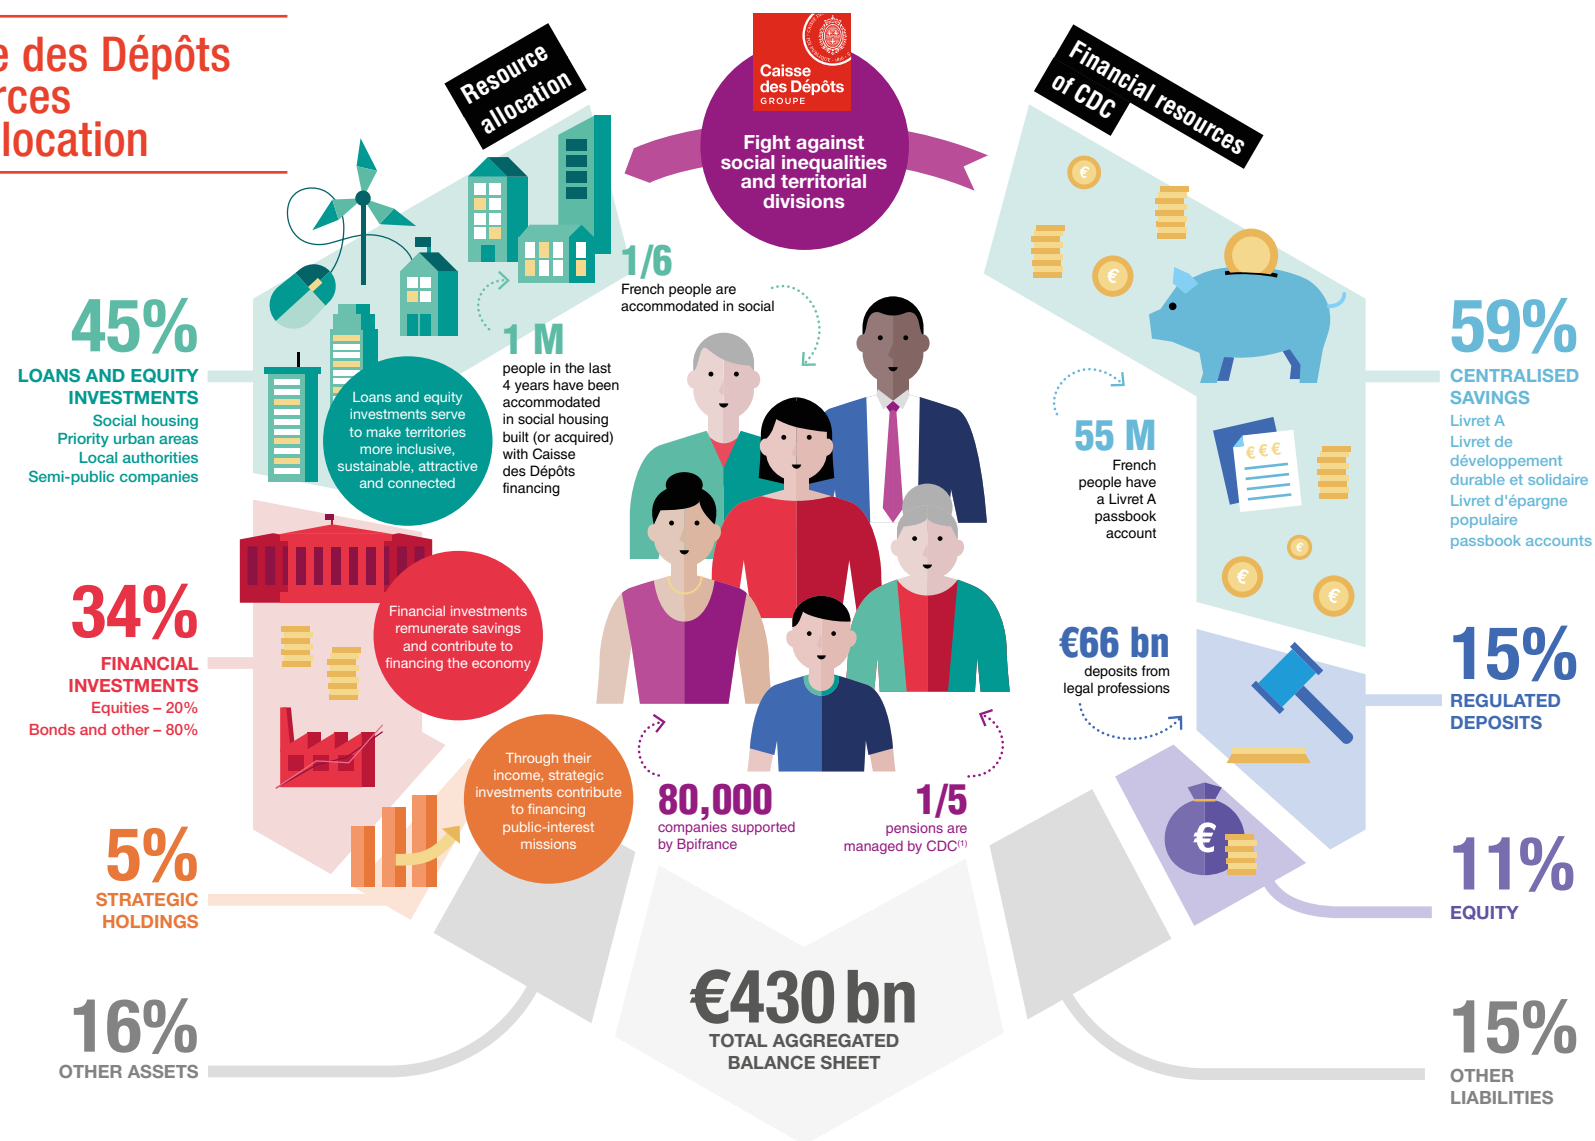 des Dépôts
Resource
allocation
Caisse
des Dépôts
GROUPE
Fight against
social inequalities
and territorial
divisions
Financial resources
of CDC
45%
LOANS AND EQUITY
INVESTMENTS
Social housing
Priority urban areas
Local authorities
Semi-public companies
Loans and equity
investments serve
to make territories
more inclusive,
sustainable, attractive
and connected
1/6
French people are
accommodated in social
1 M
people in the last
4 years have been
accommodated
in social housing
built (or acquired)
with Caisse
des Dépôts
financing
34%
FINANCIAL
INVESTMENTS
Equities – 20%
Bonds and other – 80%
Financial investments
remunerate savings
and contribute to
financing the economy
5%
STRATEGIC
HOLDINGS
Through their
income, strategic
investments contribute
to financing
public-interest
missions
16%
OTHER ASSETS
80,000
companies supported
by Bpifrance
1/5
pensions are
managed by CDC(1)
€430 bn
TOTAL AGGREGATED
BALANCE SHEET
55 M
French
people have
a Livret A
passbook
account
€66 bn
deposits from
legal professions
€
€
€€€
€
€
€
€
59%
CENTRALISED
SAVINGS
Livret A
Livret de
développement
durable et solidaire
Livret d'épargne
populaire
passbook accounts
15%
REGULATED
DEPOSITS
11%
EQUITY
15%
OTHER
LIABILITIES